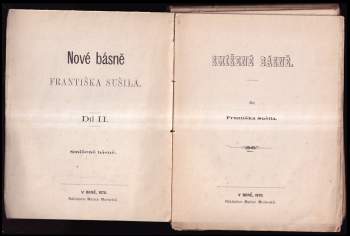 Nové básně
FRANTIŠKA SUŠILA.
Díl II.
Smíšené básně.
V BRNĚ, 1870.
Nákladem Matice Moravské.
SMÍŠENÉ BÁSNĚ.
Od
Františka Sušila.
V BRNĚ, 1870.
Nákladem Matice Moravské.